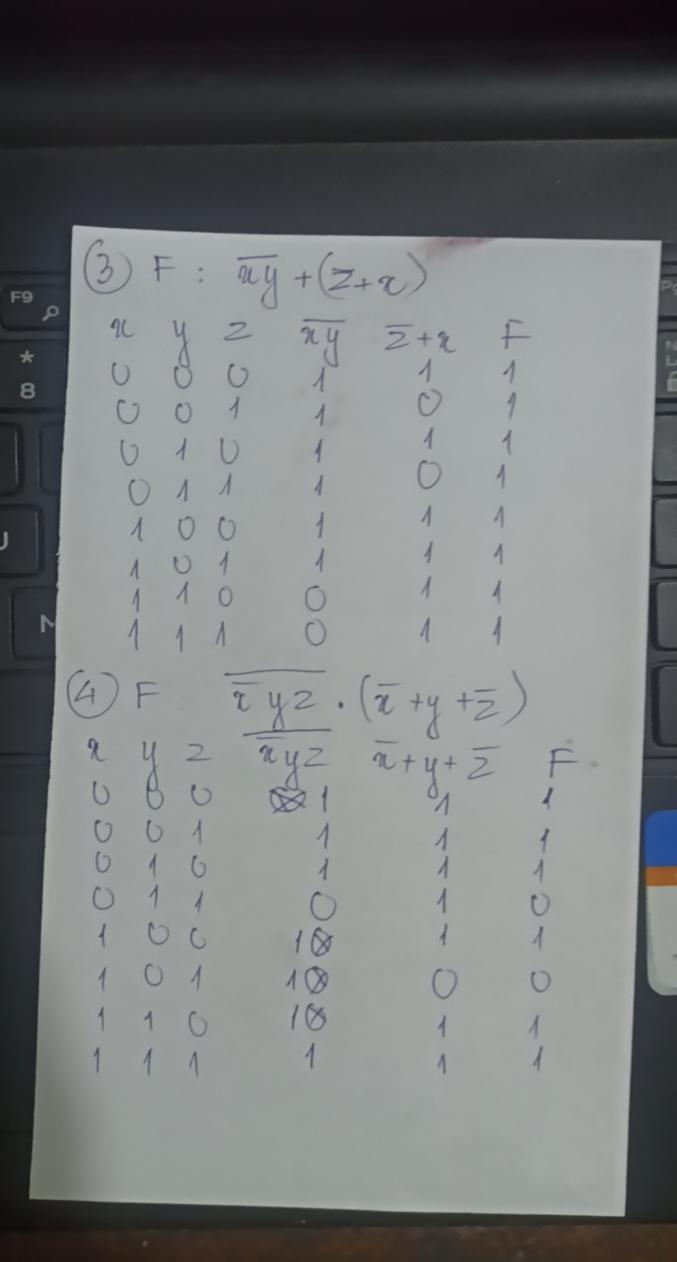 ③ F : x̅y̅ + (z+x)
x y z x̅y̅ z̅+x F
0 0 0 1 1 1
0 0 1 1 0 1
0 1 0 1 1 1
0 1 1 1 0 1
1 0 0 1 1 1
1 0 1 1 1 1
1 1 0 0 1 1
1 1 1 0 1 1
④ F \overline{x̅yz} . (x̅+y+z̅)
x y z \overline{x̅yz} x̅+y+z̅ F
0 0 0 1 1 1
0 0 1 1 1 1
0 1 0 1 1 1
0 1 1 0 1 0
1 0 0 1 1 1
1 0 1 1 0 0
1 1 0 1 1 1
1 1 1 1 1 1
F9
*
8